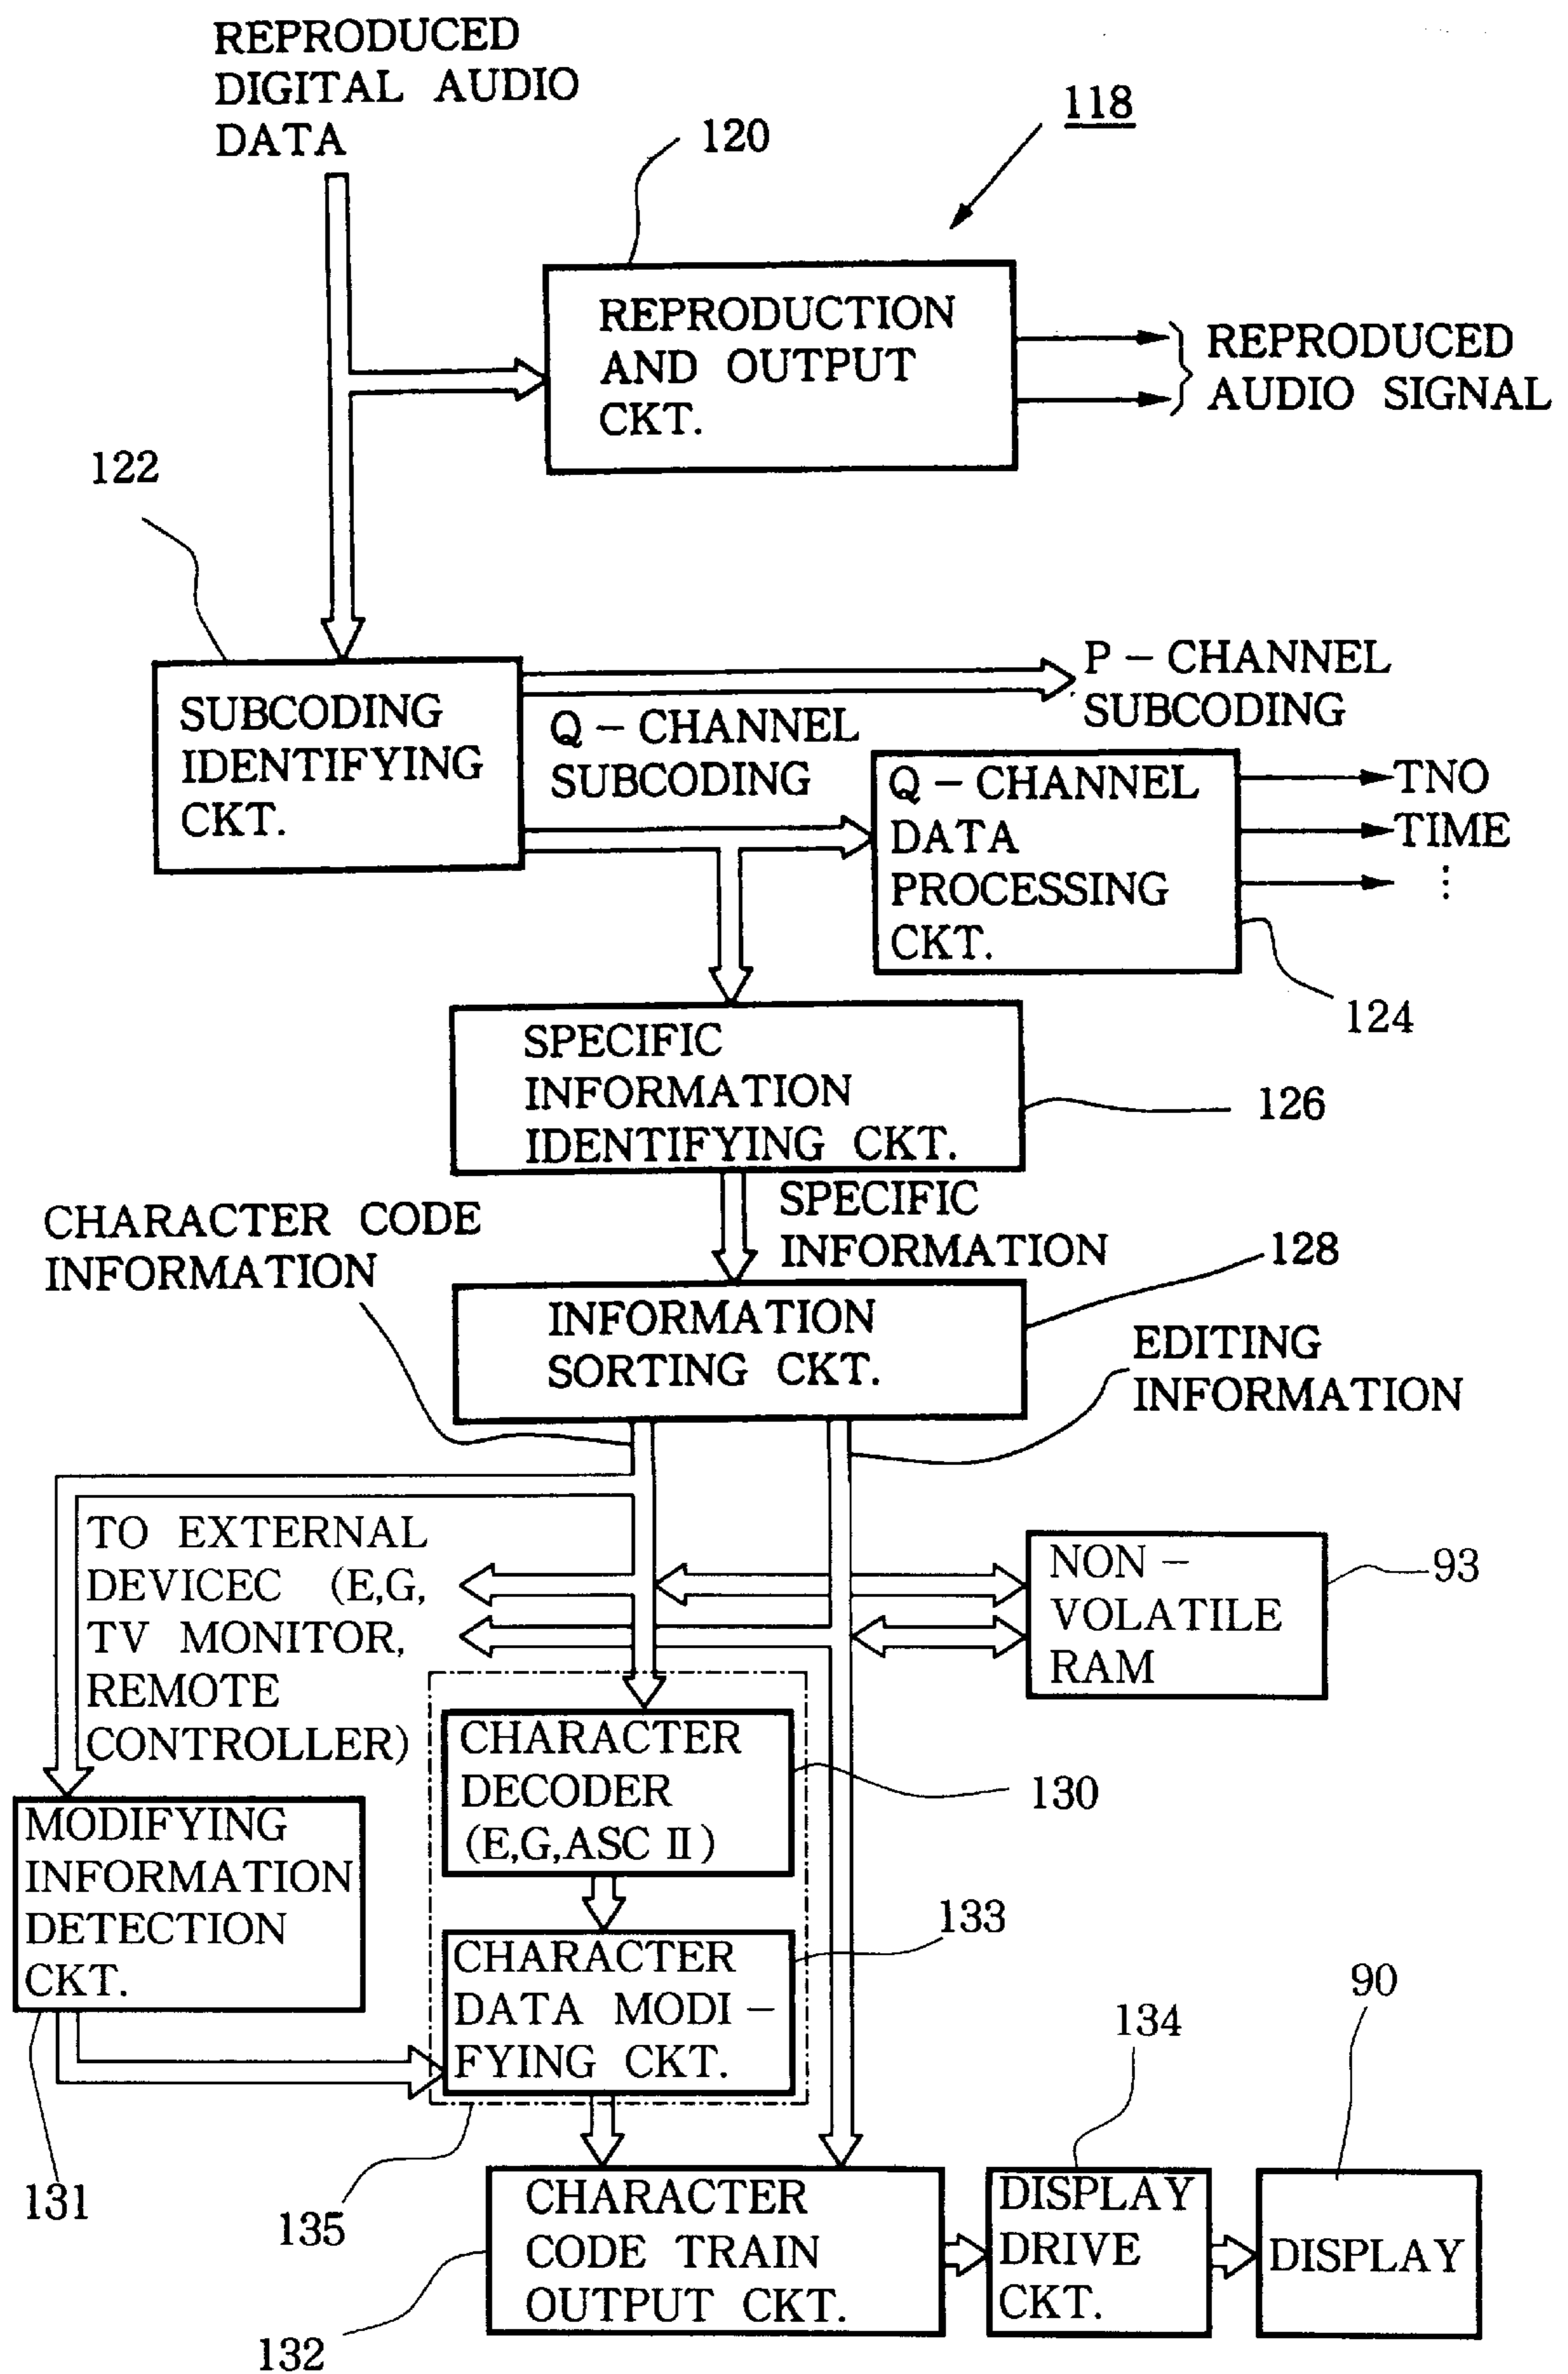 REPRODUCED
DIGITAL AUDIO
DATA
118
120
REPRODUCTION
AND OUTPUT
CKT.
REPRODUCED
AUDIO SIGNAL
122
SUBCODING
IDENTIFYING
CKT.
P-CHANNEL
SUBCODING
Q-CHANNEL
SUBCODING
Q-CHANNEL
DATA
PROCESSING
CKT.
TNO
TIME
⋮
124
SPECIFIC
INFORMATION
IDENTIFYING CKT.
126
SPECIFIC
INFORMATION
CHARACTER CODE
INFORMATION
128
INFORMATION
SORTING CKT.
EDITING
INFORMATION
TO EXTERNAL
DEVICEC (E,G,
TV MONITOR,
REMOTE
CONTROLLER)
NON-
VOLATILE
RAM
93
CHARACTER
DECODER
(E,G,ASC II)
130
MODIFYING
INFORMATION
DETECTION
CKT.
133
CHARACTER
DATA MODI-
FYING CKT.
134
90
131
135
CHARACTER
CODE TRAIN
OUTPUT CKT.
DISPLAY
DRIVE
CKT.
DISPLAY
132